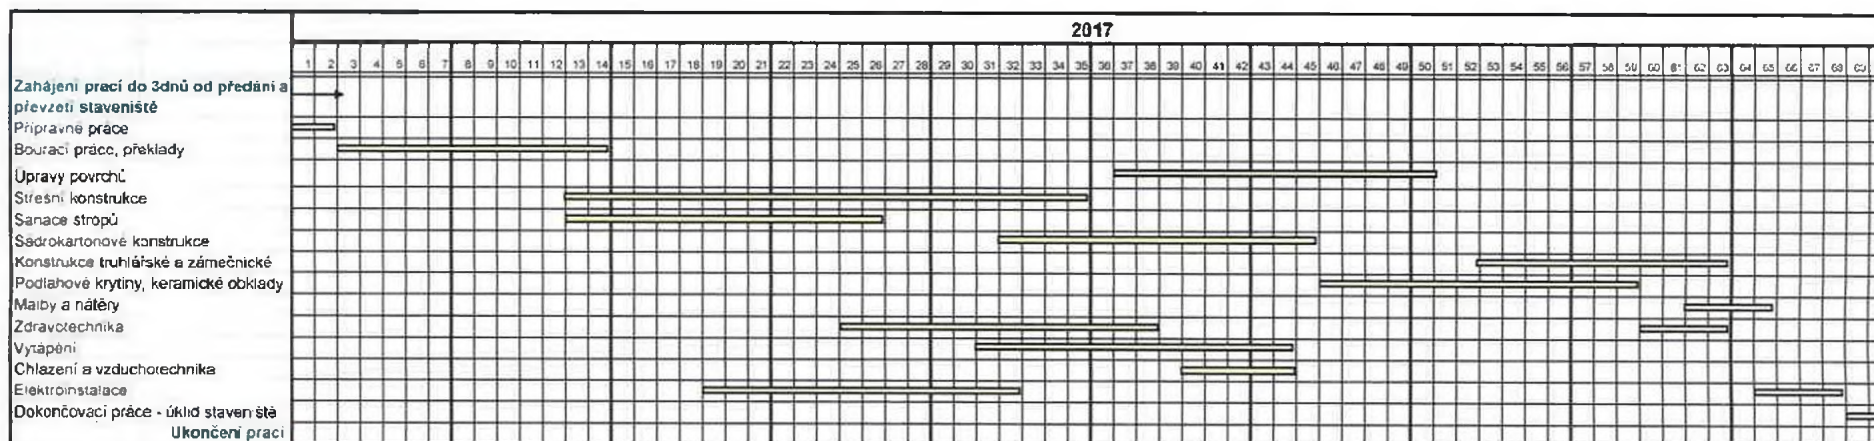 2017
1 2 3 4 5 6 7 8 9 10 11 12 13 14 15 16 17 18 19 20 21 22 23 24 25 26 27 28 29 30 31 32 33 34 35 36 37 38 39 40 41 42 43 44 45 46 47 48 49 50 51 52 53 54 55 56 57 58 59 60 61 62 63 64 65 66 67 68 69
Zahájení prací do 3dnů od předání a
převzetí staveniště
Přípravné práce
Bourací práce, překlady
Úpravy povrchů
Střešní konstrukce
Sanace stropů
Sádrokartonové konstrukce
Konstrukce truhlářské a zámečnické
Podlahové krytiny, keramické obklady
Malby a nátěry
Zdravotechnika
Vytápění
Chlazení a vzduchotechnika
Elektroinstalace
Dokončovací práce - úklid staveniště
Ukončení prací